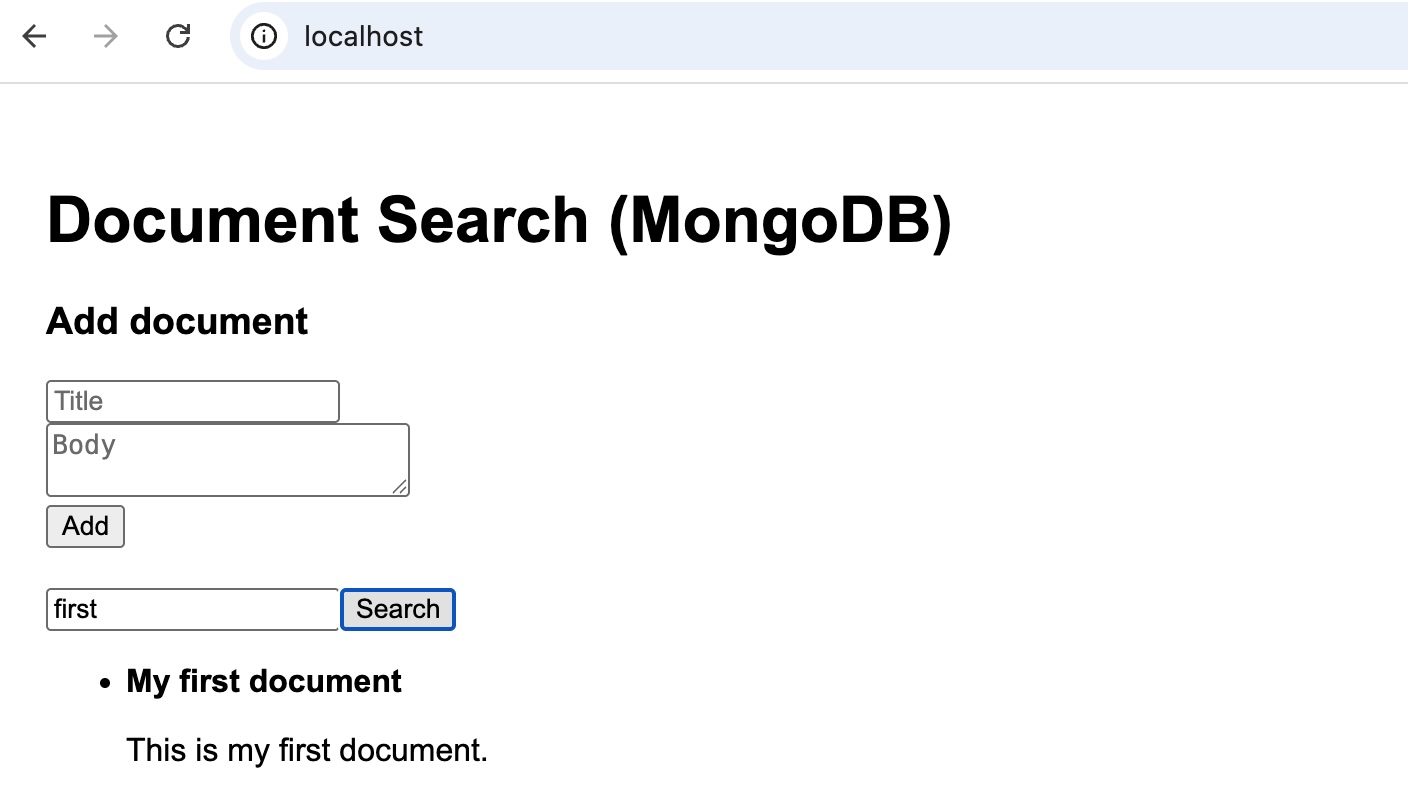 localhost
Document Search (MongoDB)
Add document
Title
Body
Add
first Search
My first document
This is my first document.